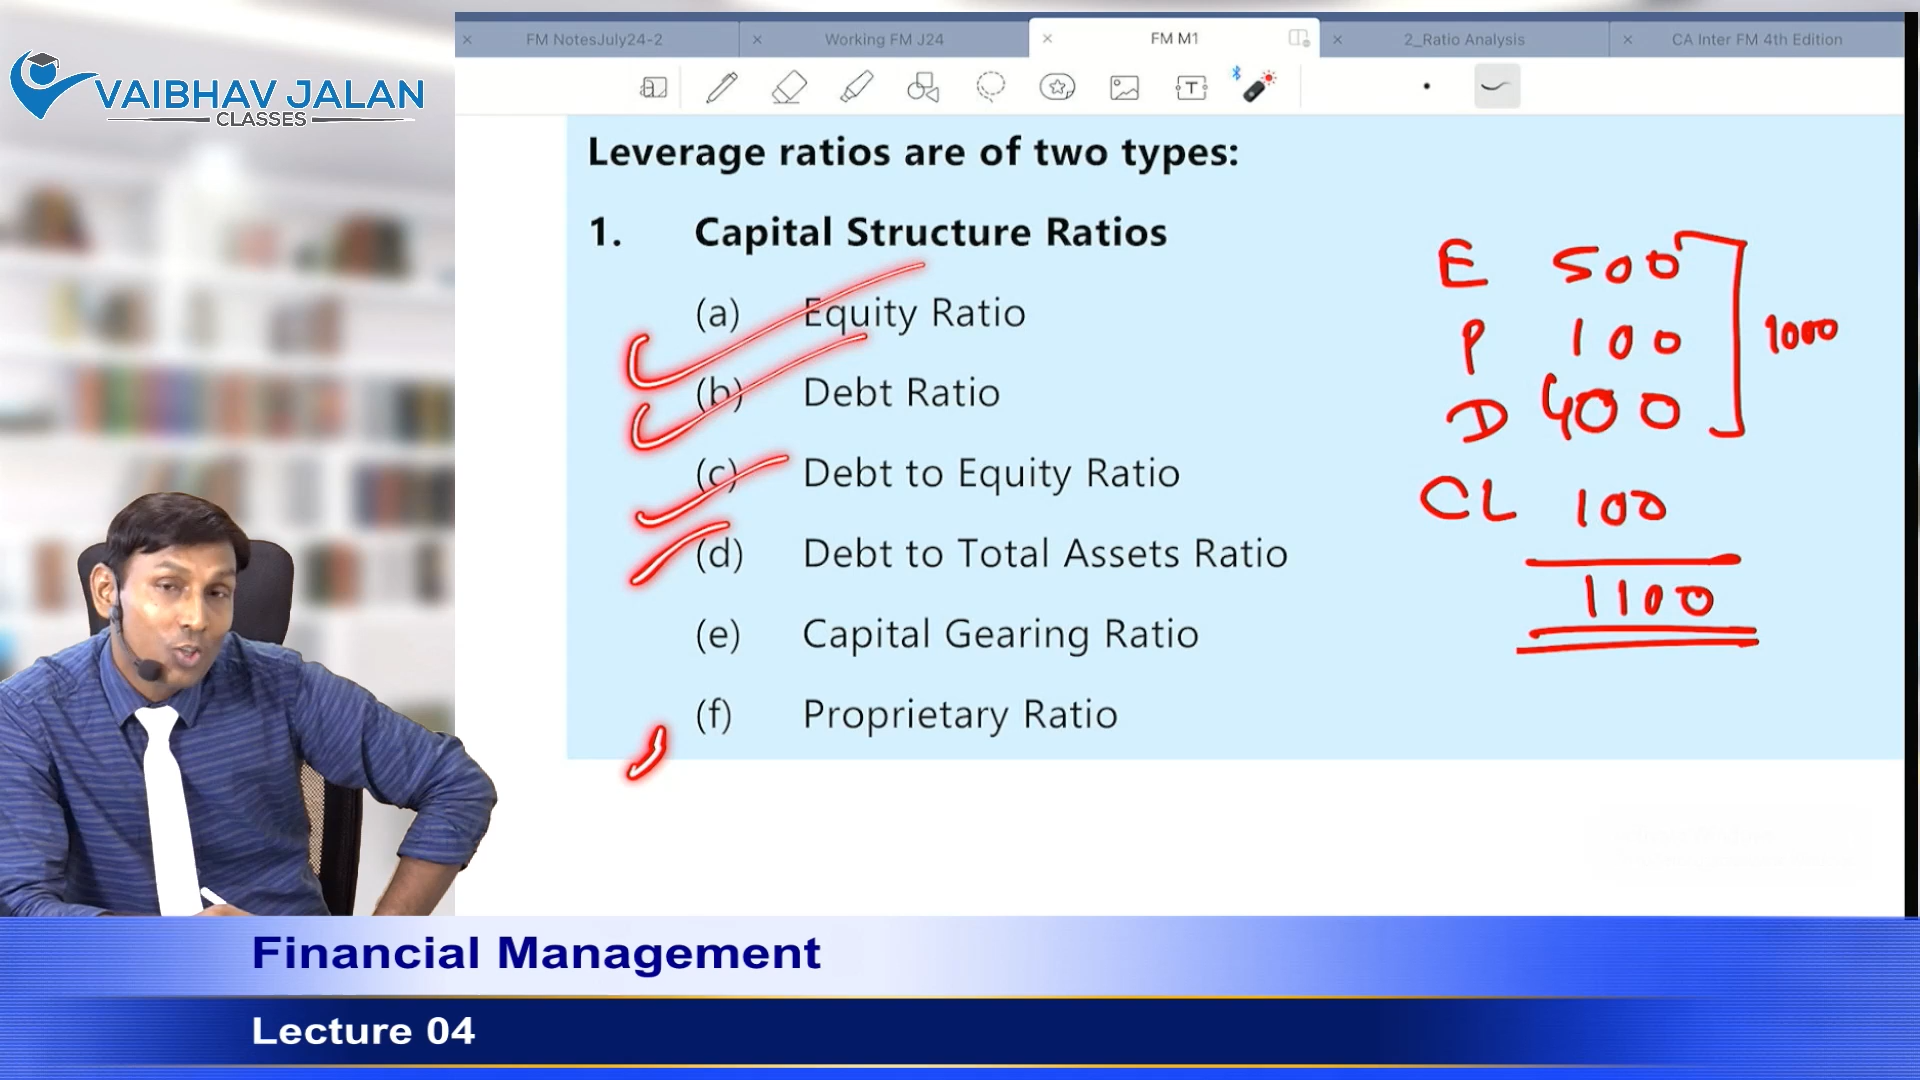 VAIBHAV JALAN
CLASSES
FM NotesJuly24-2
Working FM J24
FM M1
2_Ratio Analysis
CA Inter FM 4th Edition
Leverage ratios are of two types:
1. Capital Structure Ratios
(a) Equity Ratio
(b) Debt Ratio
(c) Debt to Equity Ratio
(d) Debt to Total Assets Ratio
(e) Capital Gearing Ratio
(f) Proprietary Ratio
E 500
P 100
D 400
1000
CL 100
1100
Financial Management
Lecture 04